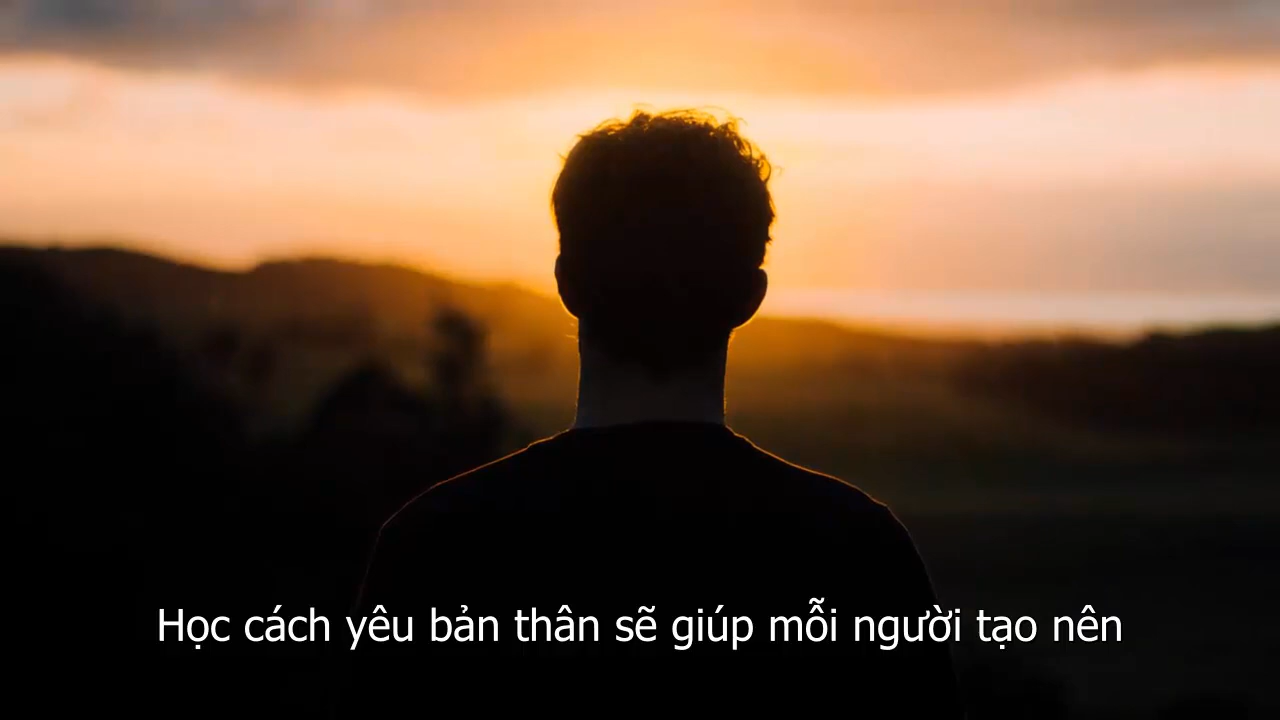 Học cách yêu bản thân sẽ giúp mỗi người tạo nên